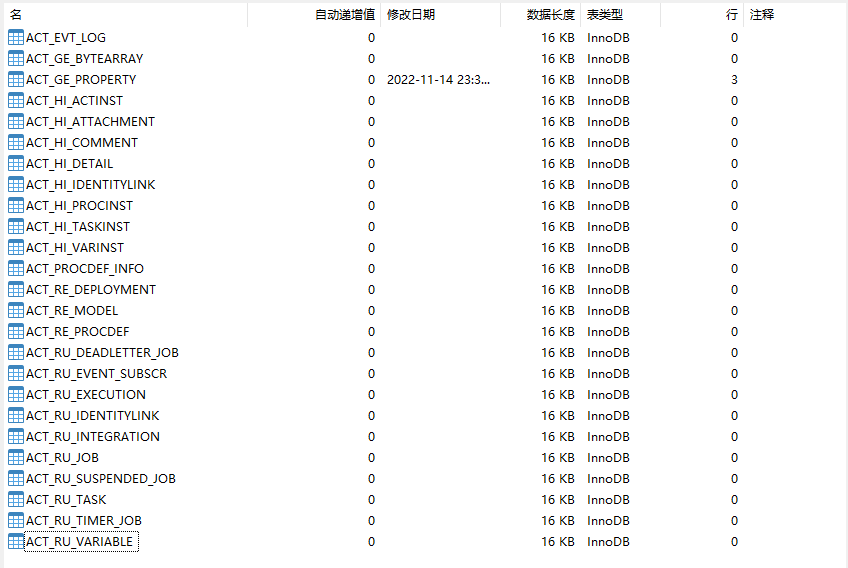 名 自动递增值 修改日期 数据长度 表类型 行 注释
ACT_EVT_LOG 0 16 KB InnoDB 0
ACT_GE_BYTEARRAY 0 16 KB InnoDB 0
ACT_GE_PROPERTY 0 2022-11-14 23:3... 16 KB InnoDB 3
ACT_HI_ACTINST 0 16 KB InnoDB 0
ACT_HI_ATTACHMENT 0 16 KB InnoDB 0
ACT_HI_COMMENT 0 16 KB InnoDB 0
ACT_HI_DETAIL 0 16 KB InnoDB 0
ACT_HI_IDENTITYLINK 0 16 KB InnoDB 0
ACT_HI_PROCINST 0 16 KB InnoDB 0
ACT_HI_TASKINST 0 16 KB InnoDB 0
ACT_HI_VARINST 0 16 KB InnoDB 0
ACT_PROCDEF_INFO 0 16 KB InnoDB 0
ACT_RE_DEPLOYMENT 0 16 KB InnoDB 0
ACT_RE_MODEL 0 16 KB InnoDB 0
ACT_RE_PROCDEF 0 16 KB InnoDB 0
ACT_RU_DEADLETTER_JOB 0 16 KB InnoDB 0
ACT_RU_EVENT_SUBSCR 0 16 KB InnoDB 0
ACT_RU_EXECUTION 0 16 KB InnoDB 0
ACT_RU_IDENTITYLINK 0 16 KB InnoDB 0
ACT_RU_INTEGRATION 0 16 KB InnoDB 0
ACT_RU_JOB 0 16 KB InnoDB 0
ACT_RU_SUSPENDED_JOB 0 16 KB InnoDB 0
ACT_RU_TASK 0 16 KB InnoDB 0
ACT_RU_TIMER_JOB 0 16 KB InnoDB 0
ACT_RU_VARIABLE 0 16 KB InnoDB 0